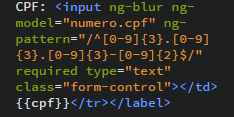 CPF: <input ng-blur ng-
model="numero.cpf" ng-
pattern="/^[0-9]{3}.[0-9]
{3}.[0-9]{3}-[0-9]{2}$/"
required type="text"
class="form-control"></td>
{{cpf}}</tr></label>